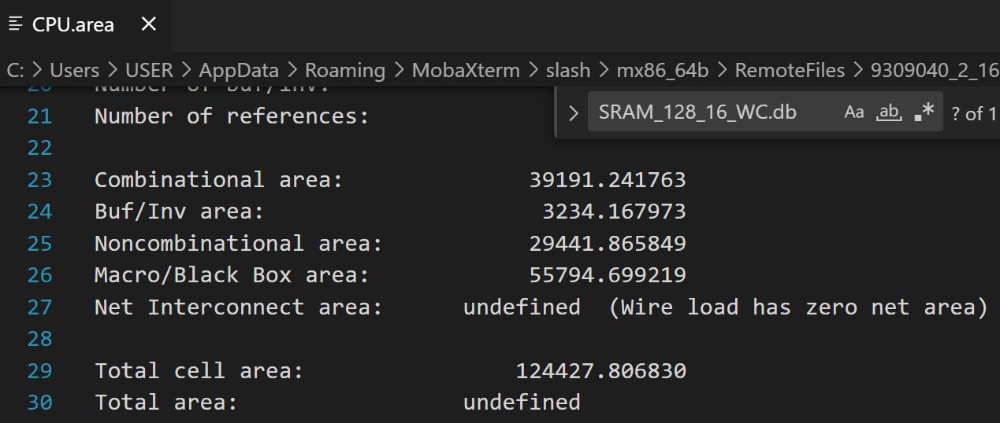 CPU.area
C: > Users > USER > AppData > Roaming > MobaXterm > slash > mx86_64b > RemoteFiles > 9309040_2_16
SRAM_128_16_WC.db Aa ab .* ? of 1
20 Number of buf/inv:
21 Number of references:
22
23 Combinational area: 39191.241763
24 Buf/Inv area: 3234.167973
25 Noncombinational area: 29441.865849
26 Macro/Black Box area: 55794.699219
27 Net Interconnect area: undefined (Wire load has zero net area)
28
29 Total cell area: 124427.806830
30 Total area: undefined